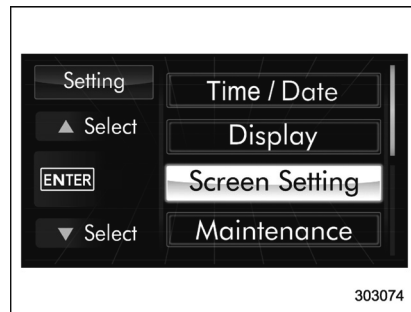 Setting
▲ Select
ENTER
▼ Select
Time / Date
Display
Screen Setting
Maintenance
303074